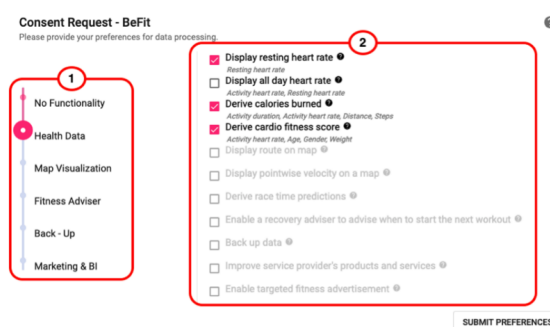 Consent Request - BeFit
Please provide your preferences for data processing.
1
No Functionality
Health Data
Map Visualization
Fitness Adviser
Back - Up
Marketing & BI
2
Display resting heart rate ?
Resting heart rate
Display all day heart rate ?
Activity heart rate, Resting heart rate
Derive calories burned ?
Activity duration, Activity heart rate, Distance, Steps
Derive cardio fitness score ?
Activity heart rate, Age, Gender, Weight
Display route on map ?
Display pointwise velocity on a map ?
Derive race time predictions ?
Enable a recovery adviser to advise when to start the next workout ?
Back up data ?
Improve service provider's products and services ?
Enable targeted fitness advertisement ?
SUBMIT PREFERENCES